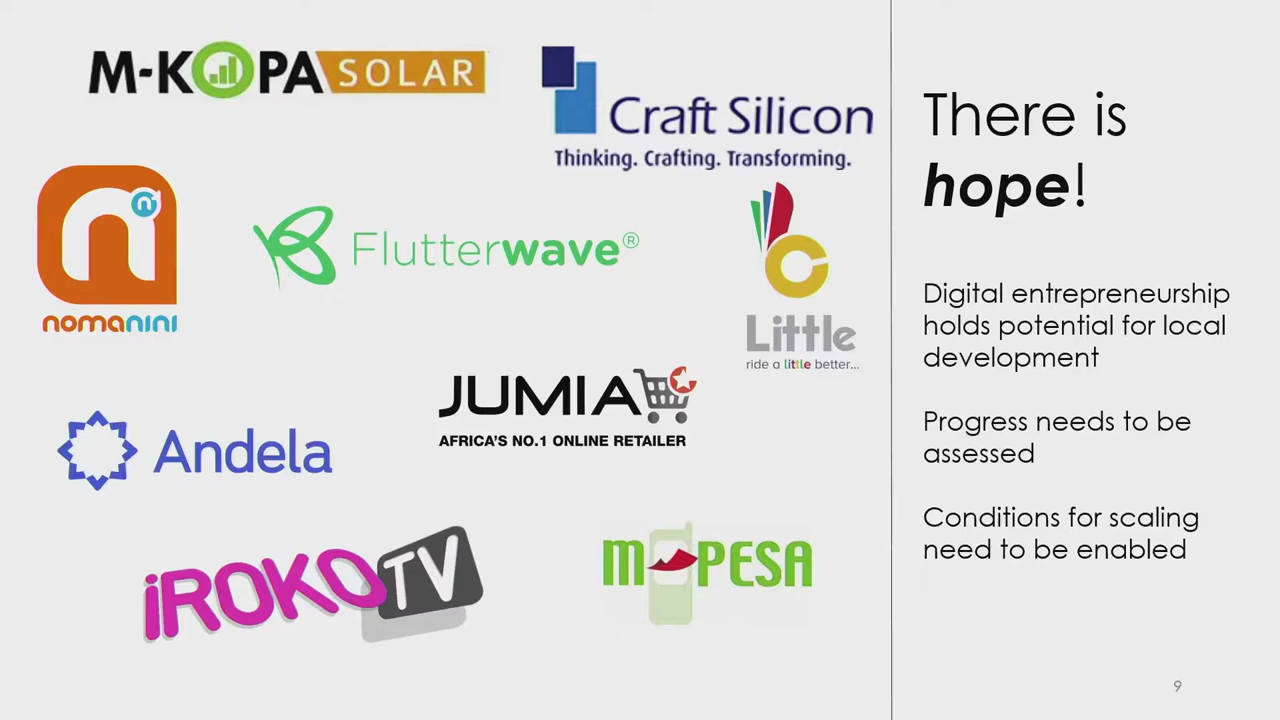 M-KOPA SOLAR
Craft Silicon
Thinking. Crafting. Transforming.
n
n
nomanini
Flutterwave®
Little
ride a little better...
JUMIA
AFRICA'S NO.1 ONLINE RETAILER
Andela
iROKOTV
M-PESA
There is
hope!
Digital entrepreneurship
holds potential for local
development
Progress needs to be
assessed
Conditions for scaling
need to be enabled
9